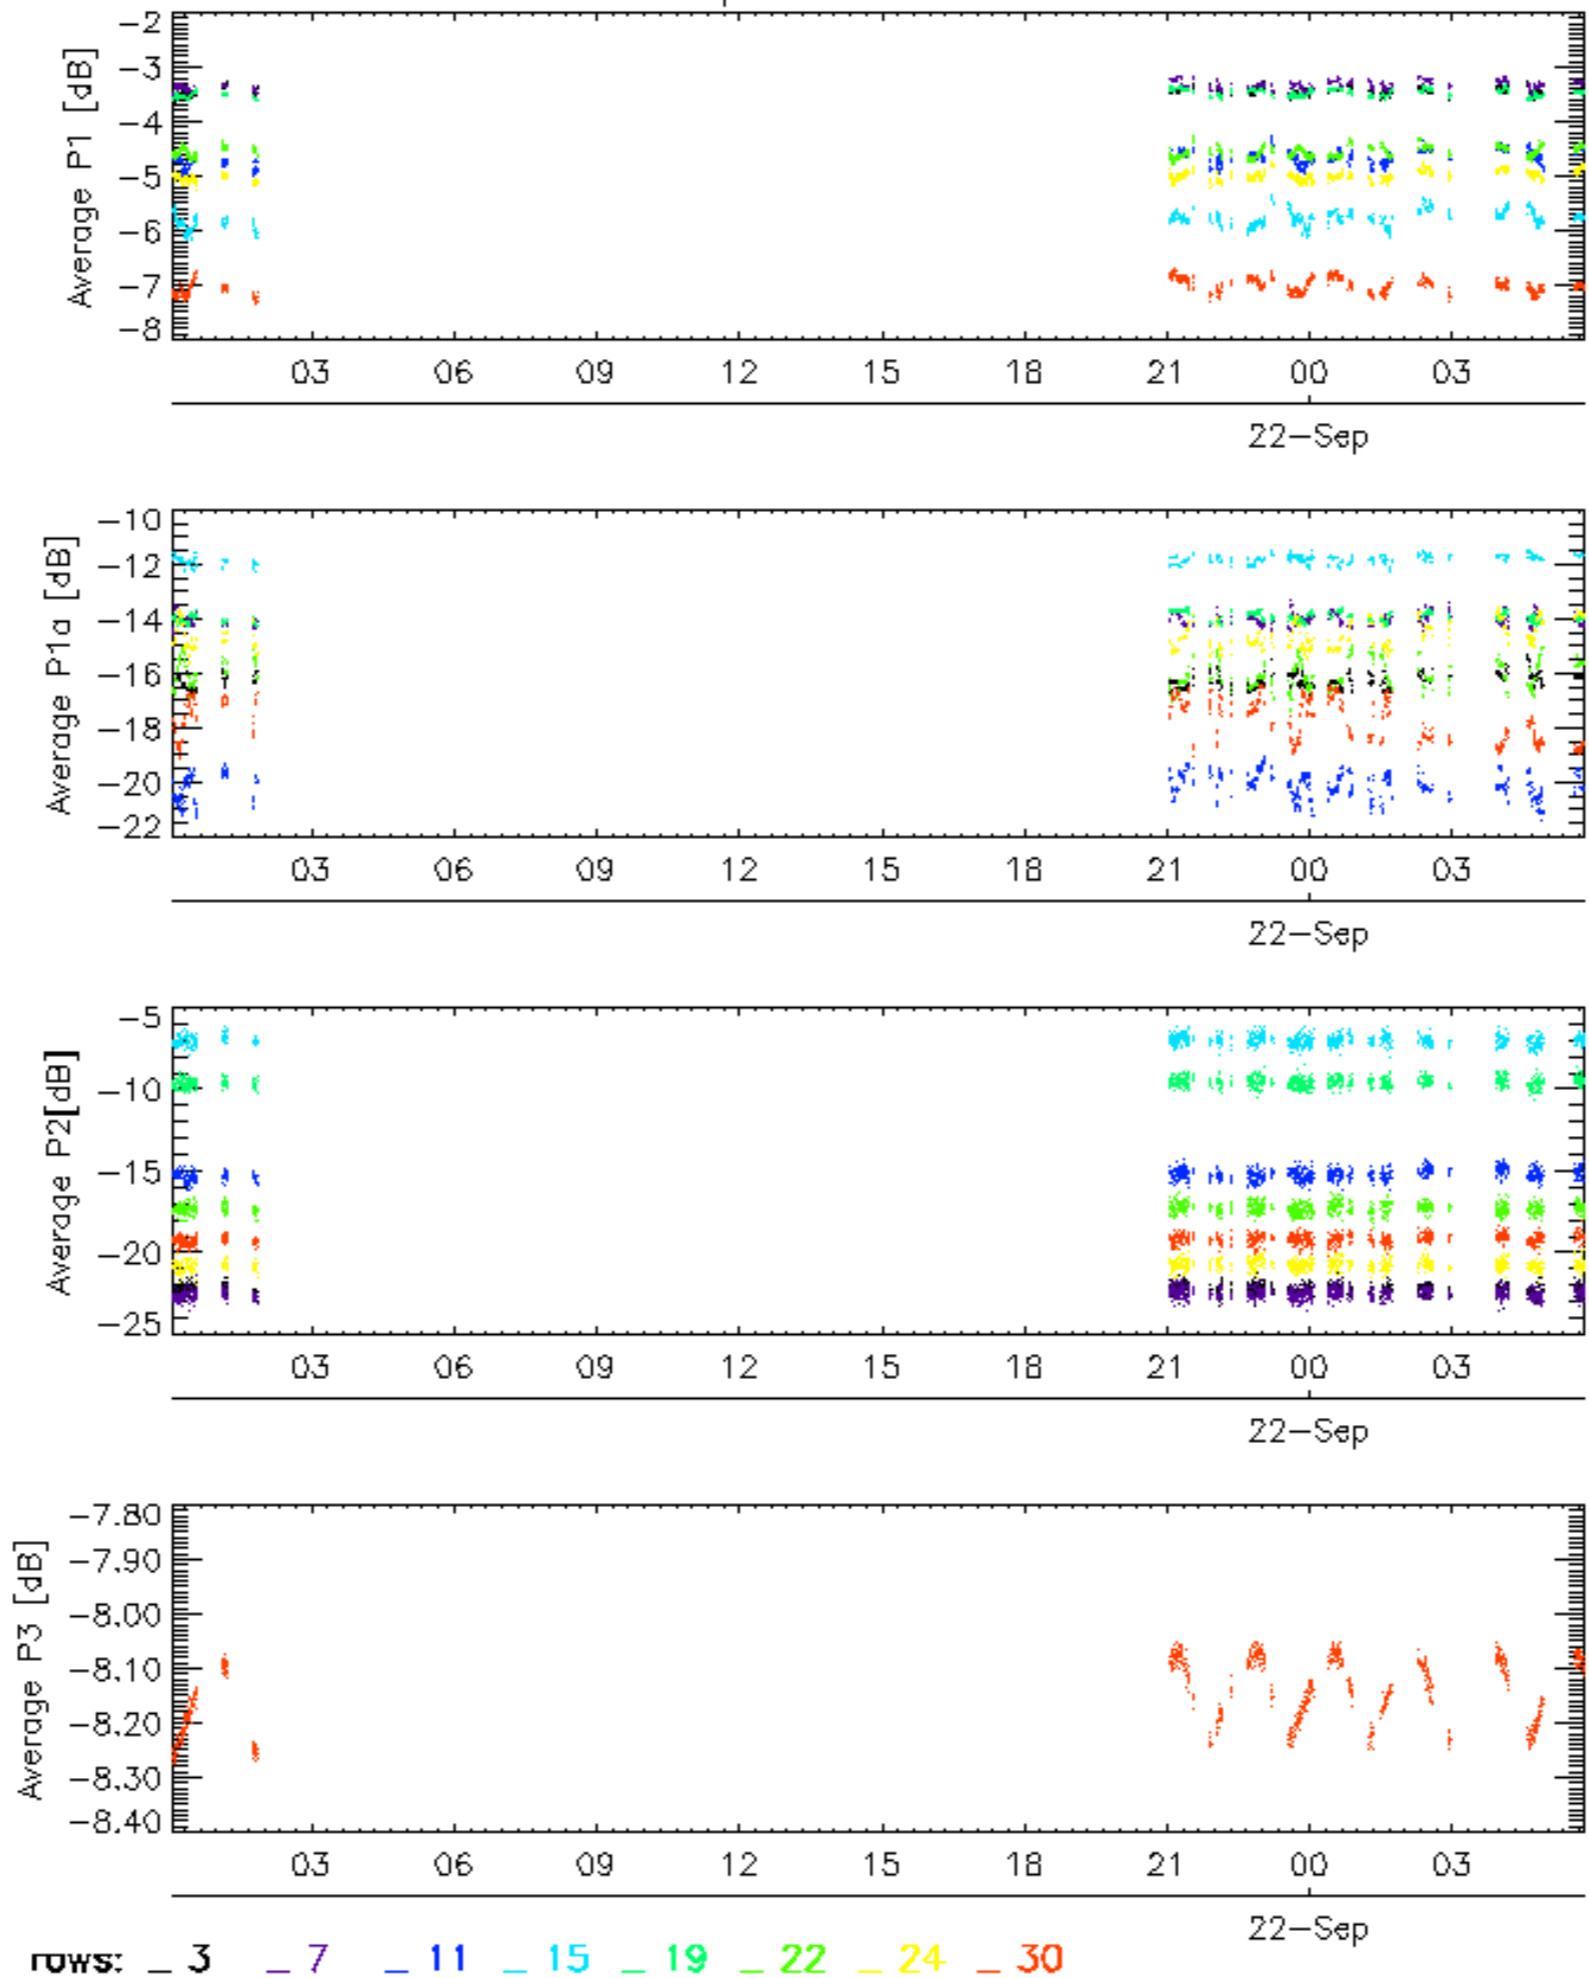 Average P1 [dB]
-2
-3
-4
-5
-6
-7
-8
03 06 09 12 15 18 21 00 03
22-Sep
Average P1a [dB]
-10
-12
-14
-16
-18
-20
-22
03 06 09 12 15 18 21 00 03
22-Sep
Average P2[dB]
-5
-10
-15
-20
-25
03 06 09 12 15 18 21 00 03
22-Sep
Average P3 [dB]
-7.80
-7.90
-8.00
-8.10
-8.20
-8.30
-8.40
03 06 09 12 15 18 21 00 03
22-Sep
rows: _ 3 _ 7 _ 11 _ 15 _ 19 _ 22 _ 24 _ 30